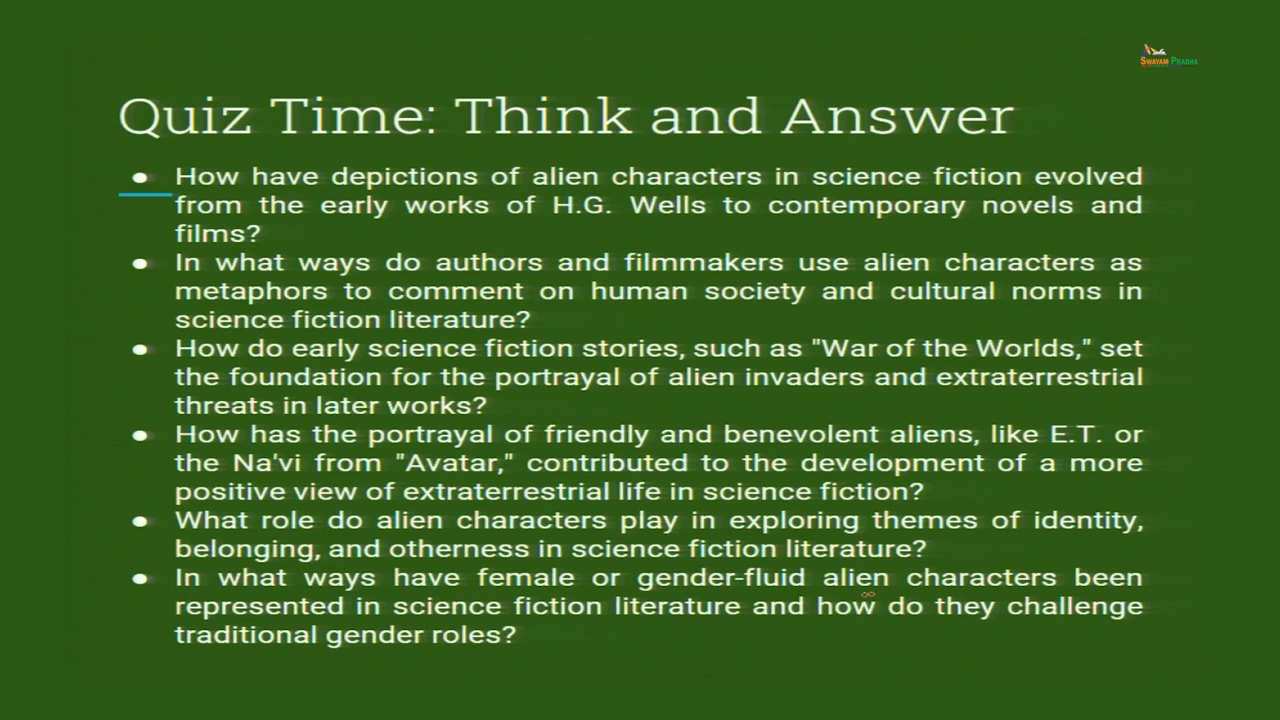 SWAYAM PRABHA
Quiz Time: Think and Answer
● How have depictions of alien characters in science fiction evolved
from the early works of H.G. Wells to contemporary novels and
films?
● In what ways do authors and filmmakers use alien characters as
metaphors to comment on human society and cultural norms in
science fiction literature?
● How do early science fiction stories, such as "War of the Worlds," set
the foundation for the portrayal of alien invaders and extraterrestrial
threats in later works?
● How has the portrayal of friendly and benevolent aliens, like E.T. or
the Na'vi from "Avatar," contributed to the development of a more
positive view of extraterrestrial life in science fiction?
● What role do alien characters play in exploring themes of identity,
belonging, and otherness in science fiction literature?
● In what ways have female or gender-fluid alien characters been
represented in science fiction literature and how do they challenge
traditional gender roles?